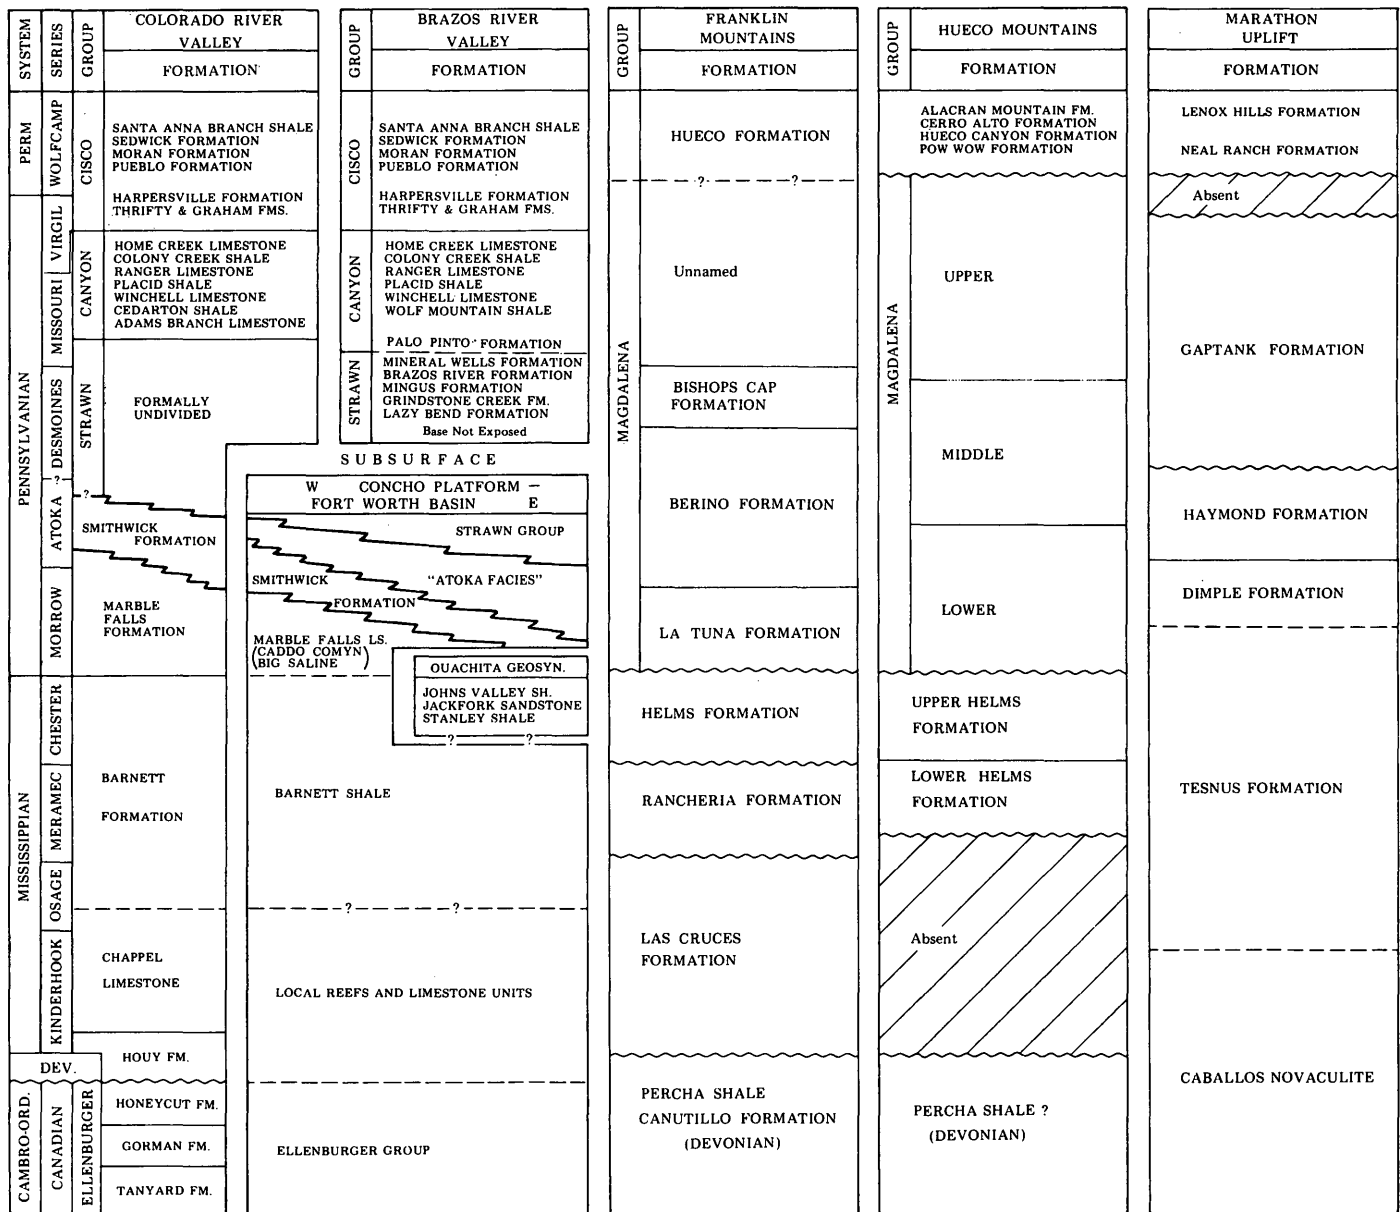 SYSTEM
SERIES
GROUP
COLORADO RIVER
VALLEY
FORMATION
PERM
WOLFCAMP
CISCO
SANTA ANNA BRANCH SHALE
SEDWICK FORMATION
MORAN FORMATION
PUEBLO FORMATION
HARPERSVILLE FORMATION
THRIFTY & GRAHAM FMS.
PENNSYLVANIAN
VIRGIL
MISSOURI
CANYON
HOME CREEK LIMESTONE
COLONY CREEK SHALE
RANGER LIMESTONE
PLACID SHALE
WINCHELL LIMESTONE
CEDARTON SHALE
ADAMS BRANCH LIMESTONE
DESMOINES
STRAWN
FORMALLY
UNDIVIDED
?
?
ATOKA
SMITHWICK
FORMATION
MORROW
MARBLE
FALLS
FORMATION
MISSISSIPPIAN
CHESTER
MERAMEC
OSAGE
KINDERHOOK
BARNETT
FORMATION
CHAPPEL
LIMESTONE
HOUY FM.
DEV.
CAMBRO-ORD.
CANADIAN
ELLENBURGER
HONEYCUT FM.
GORMAN FM.
TANYARD FM.
GROUP
BRAZOS RIVER
VALLEY
FORMATION
CISCO
SANTA ANNA BRANCH SHALE
SEDWICK FORMATION
MORAN FORMATION
PUEBLO FORMATION
HARPERSVILLE FORMATION
THRIFTY & GRAHAM FMS.
CANYON
HOME CREEK LIMESTONE
COLONY CREEK SHALE
RANGER LIMESTONE
PLACID SHALE
WINCHELL LIMESTONE
WOLF MOUNTAIN SHALE
PALO PINTO FORMATION
STRAWN
MINERAL WELLS FORMATION
BRAZOS RIVER FORMATION
MINGUS FORMATION
GRINDSTONE CREEK FM.
LAZY BEND FORMATION
Base Not Exposed
SUBSURFACE
W CONCHO PLATFORM –
FORT WORTH BASIN E
STRAWN GROUP
"ATOKA FACIES"
SMITHWICK
FORMATION
MARBLE FALLS LS.
(CADDO COMYN)
(BIG SALINE)
OUACHITA GEOSYN.
JOHNS VALLEY SH.
JACKFORK SANDSTONE
STANLEY SHALE
? ?
BARNETT SHALE
? ?
LOCAL REEFS AND LIMESTONE UNITS
ELLENBURGER GROUP
GROUP
FRANKLIN
MOUNTAINS
FORMATION
HUECO FORMATION
? ?
MAGDALENA
Unnamed
BISHOPS CAP
FORMATION
BERINO FORMATION
LA TUNA FORMATION
HELMS FORMATION
RANCHERIA FORMATION
LAS CRUCES
FORMATION
PERCHA SHALE
CANUTILLO FORMATION
(DEVONIAN)
GROUP
HUECO MOUNTAINS
FORMATION
ALACRAN MOUNTAIN FM.
CERRO ALTO FORMATION
HUECO CANYON FORMATION
POW WOW FORMATION
MAGDALENA
UPPER
MIDDLE
LOWER
UPPER HELMS
FORMATION
LOWER HELMS
FORMATION
Absent
PERCHA SHALE ?
(DEVONIAN)
MARATHON
UPLIFT
FORMATION
LENOX HILLS FORMATION
NEAL RANCH FORMATION
Absent
GAPTANK FORMATION
HAYMOND FORMATION
DIMPLE FORMATION
TESNUS FORMATION
CABALLOS NOVACULITE